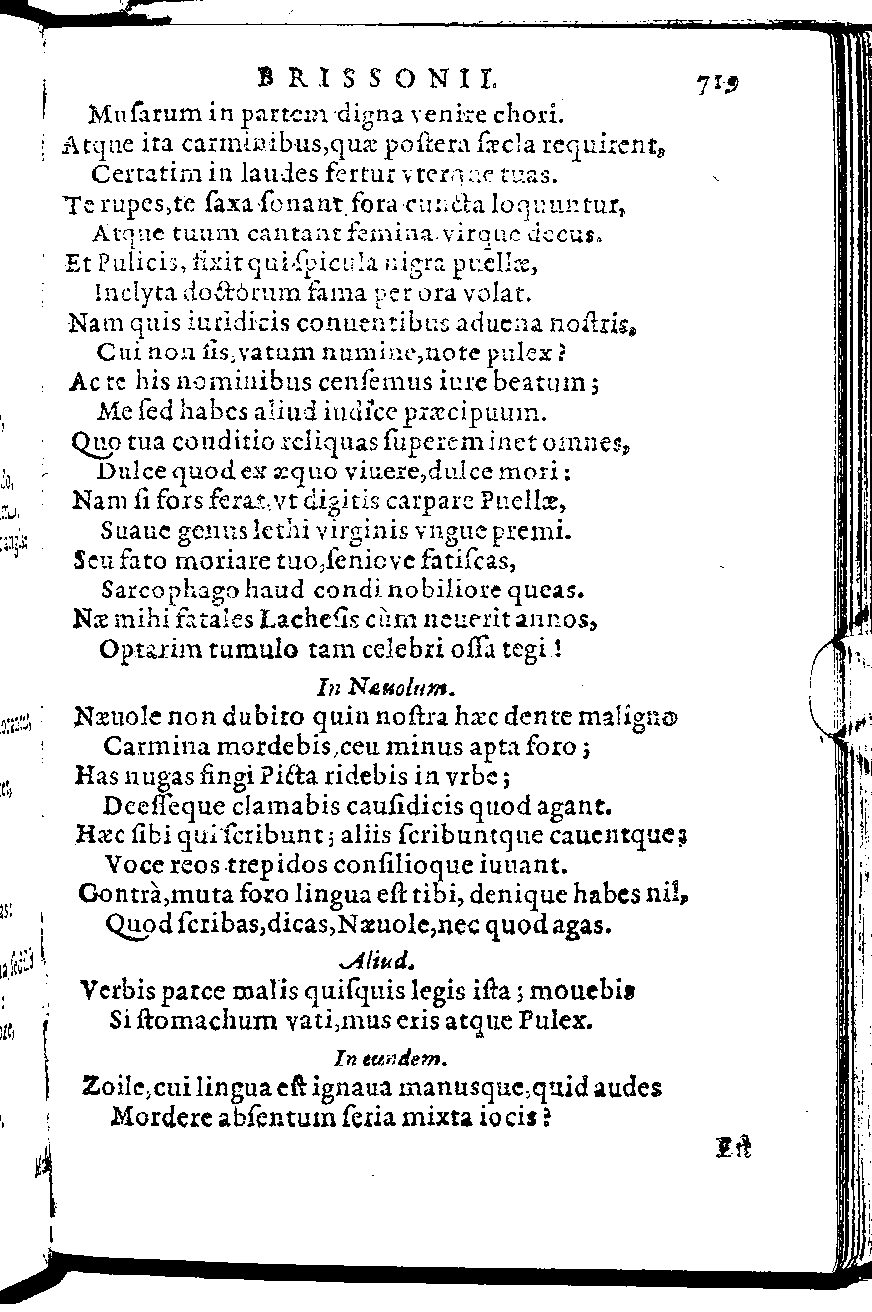 BRISSONII. 719
Muſarum in partem digna venire chori.
Atque ita carminibus, quæ poſtera ſæcla requirent,
Certatim in laudes fertur vterque tuas.
Te rupes, te ſaxa ſonant fora cuncta loquuntur,
Atque tuum cantant femina virque decus.
Et Pulicis, fixit qui ſpicula nigra puellæ,
Inclyta doctorum fama per ora volat.
Nam quis iuridicis conuentibus aduena noſtris,
Cui non ſis, vatum numine, note pulex?
Ac te his nominibus cenſemus iure beatum;
Me ſed habes aliud iudice præcipuum.
Quo tua conditio reliquas ſupereminet omnes,
Dulce quod ex æquo viuere, dulce mori:
Nam ſi fors ferat, vt digitis carpare Puellæ,
Suaue genus lethi virginis vngue premi.
Seu fato moriare tuo, ſeniove fatiſcas,
Sarcophago haud condi nobiliore queas.
Næ mihi fatales Lacheſis cùm neuerit annos,
Optarim tumulo tam celebri oſſa tegi!
In Næuolum.
Næuole non dubito quin noſtra hæc dente maligno
Carmina mordebis, ceu minus apta foro;
Has nugas fingi Picta ridebis in vrbe;
Deeſſeque clamabis cauſidicis quod agant.
Hæc ſibi qui ſcribunt; aliis ſcribuntque cauentque;
Voce reos trepidos conſilioque iuuant.
Contrà, muta foro lingua eſt tibi, denique habes nil,
Quod ſcribas, dicas, Næuole, nec quod agas.
Aliud.
Verbis parce malis quiſquis legis iſta; mouebis
Si ſtomachum vati, mus eris atque Pulex.
In eundem.
Zoile, cui lingua eſt ignaua manusque, quid audes
Mordere abſentum ſeria mixta iocis?
Eſt